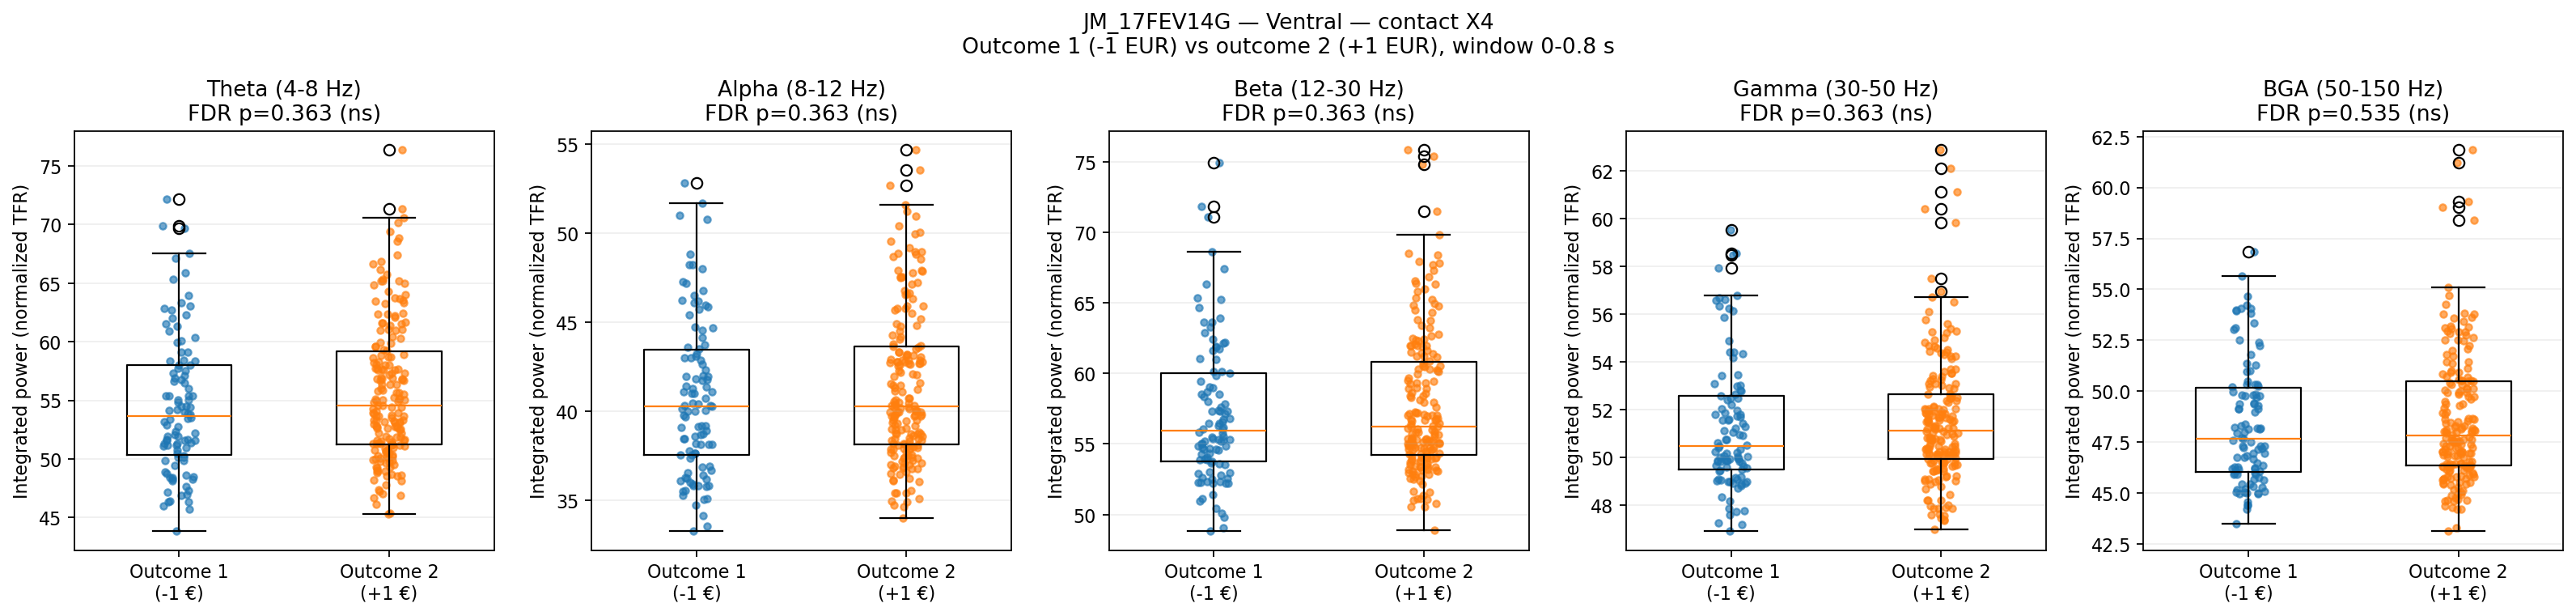 JM_17FEV14G — Ventral — contact X4
Outcome 1 (-1 EUR) vs outcome 2 (+1 EUR), window 0-0.8 s
Theta (4-8 Hz)
FDR p=0.363 (ns)
Integrated power (normalized TFR)
75
70
65
60
55
50
45
Outcome 1
(-1 €)
Outcome 2
(+1 €)
Alpha (8-12 Hz)
FDR p=0.363 (ns)
Integrated power (normalized TFR)
55
50
45
40
35
Outcome 1
(-1 €)
Outcome 2
(+1 €)
Beta (12-30 Hz)
FDR p=0.363 (ns)
Integrated power (normalized TFR)
75
70
65
60
55
50
Outcome 1
(-1 €)
Outcome 2
(+1 €)
Gamma (30-50 Hz)
FDR p=0.363 (ns)
Integrated power (normalized TFR)
62
60
58
56
54
52
50
48
Outcome 1
(-1 €)
Outcome 2
(+1 €)
BGA (50-150 Hz)
FDR p=0.535 (ns)
Integrated power (normalized TFR)
62.5
60.0
57.5
55.0
52.5
50.0
47.5
45.0
42.5
Outcome 1
(-1 €)
Outcome 2
(+1 €)